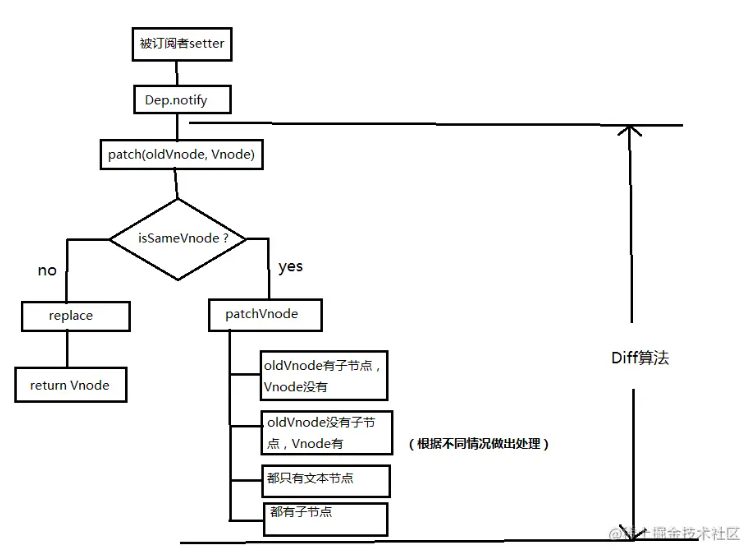 被订阅者setter
Dep.notify
patch(oldVnode, Vnode)
isSameVnode ?
no
yes
replace
patchVnode
return Vnode
oldVnode有子节点，
Vnode没有
oldVnode没有子节
点，Vnode有
（根据不同情况做出处理）
都只有文本节点
都有子节点
Diff算法
@稀土掘金技术社区